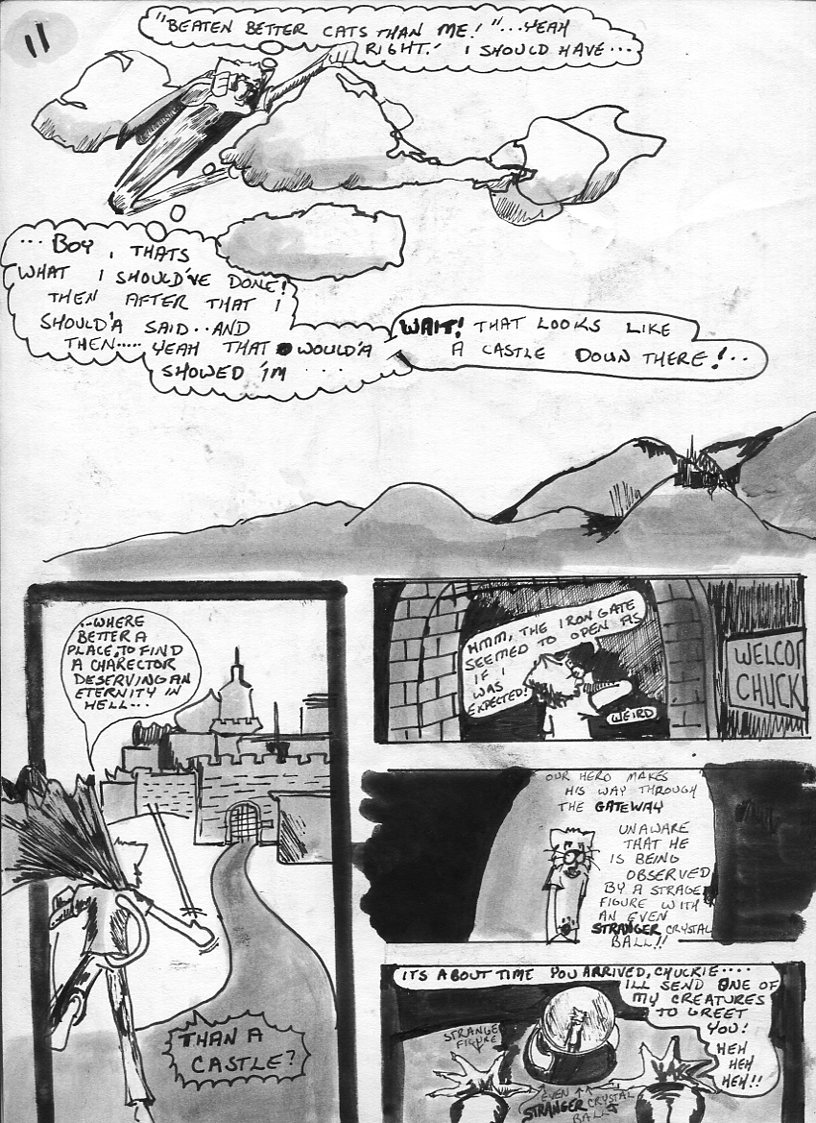 11
"BEATEN BETTER CATS THAN ME!"...YEAH
RIGHT! I SHOULD HAVE...
...BOY, THATS
WHAT I SHOULD'VE DONE!
THEN AFTER THAT I
SHOULD'A SAID..AND
THEN..... YEAH THAT WOULD'A
SHOWED 'IM ...
WAIT! THAT LOOKS LIKE
A CASTLE DOWN THERE!..
..WHERE
BETTER A
PLACE, TO FIND
A CHARECTOR
DESERVING AN
ETERNITY IN
HELL...
THAN A
CASTLE?
HMM, THE IRON GATE
SEEMED TO OPEN AS
IF I
WAS
EXPECTED!
WEIRD
WELCO
CHUCK
OUR HERO MAKES
HIS WAY THROUGH
THE GATEWAY
UNAWARE
THAT HE
IS BEING
OBSERVED
BY A STRAGE
FIGURE WITH
AN EVEN
STRANGER CRYSTAL
BALL!!
ITS ABOUT TIME YOU ARRIVED, CHUCKIE....
ILL SEND ONE OF
MY CREATURES
TO GREET
YOU!
HEH
HEH
HEH!!
STRANGE
FIGURE
EVEN
STRANGER CRYSTAL
BALL